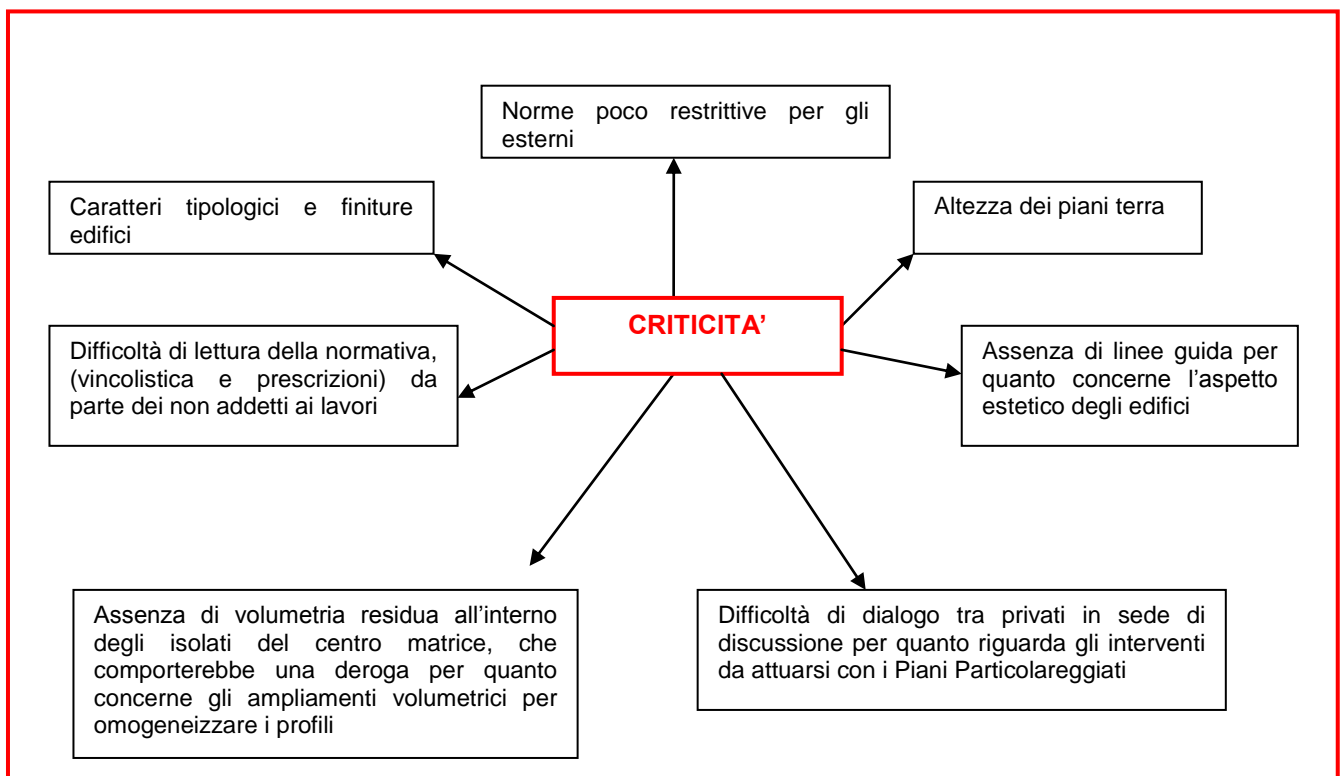 Norme poco restrittive per gli
esterni
Caratteri tipologici e finiture
edifici
Altezza dei piani terra
CRITICITA’
Difficoltà di lettura della normativa,
(vincolistica e prescrizioni) da
parte dei non addetti ai lavori
Assenza di linee guida per
quanto concerne l’aspetto
estetico degli edifici
Assenza di volumetria residua all’interno
degli isolati del centro matrice, che
comporterebbe una deroga per quanto
concerne gli ampliamenti volumetrici per
omogeneizzare i profili
Difficoltà di dialogo tra privati in sede di
discussione per quanto riguarda gli interventi
da attuarsi con i Piani Particolareggiati